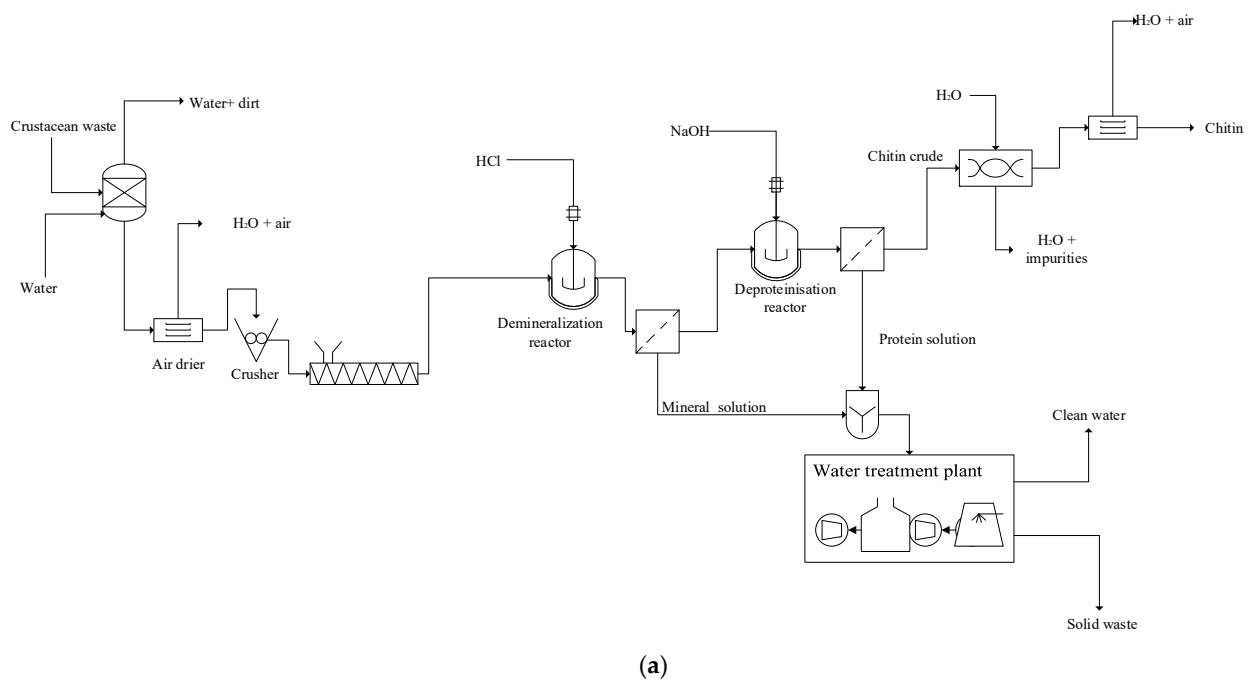 H₂O + air
Water+ dirt
H₂O
Crustacean waste
Chitin
NaOH
Chitin crude
HCl
H₂O + air
H₂O +
impurities
Water
Deproteinisation
reactor
Demineralization
reactor
Protein solution
Air drier
Crusher
Mineral solution
Clean water
Water treatment plant
Solid waste
(a)